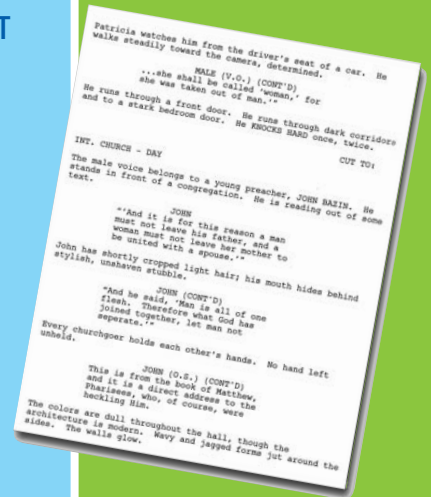 T
Patricia watches him from the driver's seat of a car. He
walks steadily toward the camera, determined.
MALE (V.O.) (CONT'D)
...she shall be called 'woman,' for
she was taken out of man.'"
He runs through a front door. He runs through dark corridors
and to a stark bedroom door. He KNOCKS HARD once, twice.
CUT TO:
INT. CHURCH - DAY
The male voice belongs to a young preacher, JOHN BAZIN. He
stands in front of a congregation. He is reading out of some
text.
JOHN
"'And it is for this reason a man
must not leave his father, and a
woman must not leave her mother to
be united with a spouse.'"
John has shortly cropped light hair; his mouth hides behind
stylish, unshaven stubble.
JOHN (CONT'D)
"And he said, 'Man is all of one
flesh. Therefore what God has
joined together, let man not
seperate.'"
Every churchgoer holds each other's hands. No hand left
unheld.
JOHN (O.S.) (CONT'D)
This is from the book of Matthew,
and it is a direct address to the
Pharisees, who, of course, were
heckling Him.
The colors are dull throughout the hall, though the
architecture is modern. Wavy and jagged forms jut around the
sides. The walls glow.